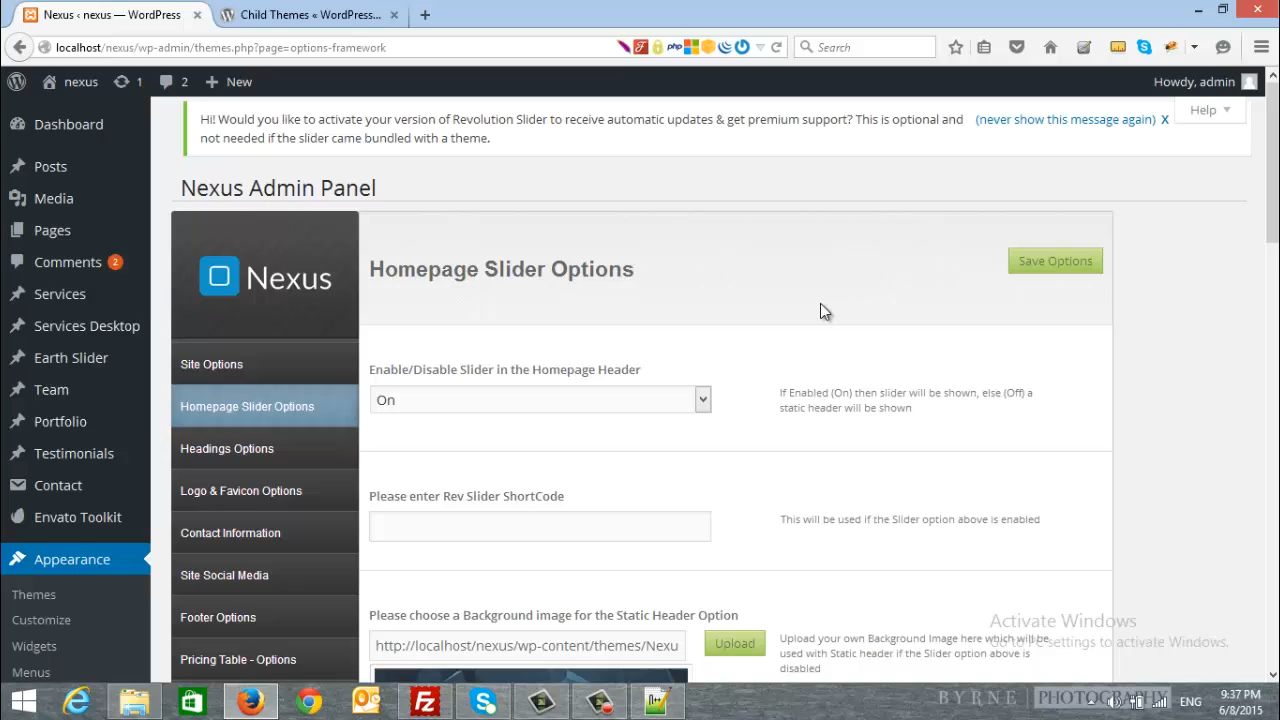 Nexus ‹ nexus — WordPress
Child Themes « WordPress...
localhost/nexus/wp-admin/themes.php?page=options-framework
php
Search
nexus
1
2
New
Howdy, admin
Hi! Would you like to activate your version of Revolution Slider to receive automatic updates & get premium support? This is optional and
not needed if the slider came bundled with a theme.
(never show this message again) X
Help
Dashboard
Posts
Media
Pages
Comments 2
Services
Services Desktop
Earth Slider
Team
Portfolio
Testimonials
Contact
Envato Toolkit
Appearance
Themes
Customize
Widgets
Menus
Nexus Admin Panel
Nexus
Site Options
Homepage Slider Options
Headings Options
Logo & Favicon Options
Contact Information
Site Social Media
Footer Options
Pricing Table - Options
Homepage Slider Options
Save Options
Enable/Disable Slider in the Homepage Header
On
If Enabled (On) then slider will be shown, else (Off) a
static header will be shown
Please enter Rev Slider ShortCode
This will be used if the Slider option above is enabled
Please choose a Background image for the Static Header Option
http://localhost/nexus/wp-content/themes/Nexu
Upload
Upload your own Background Image here which will be
used with Static header if the Slider option above is
disabled
Activate Windows
Go to PC settings to activate Windows.
BYRNE PHOTOGRAPHY
ENG
9:37 PM
6/8/2015